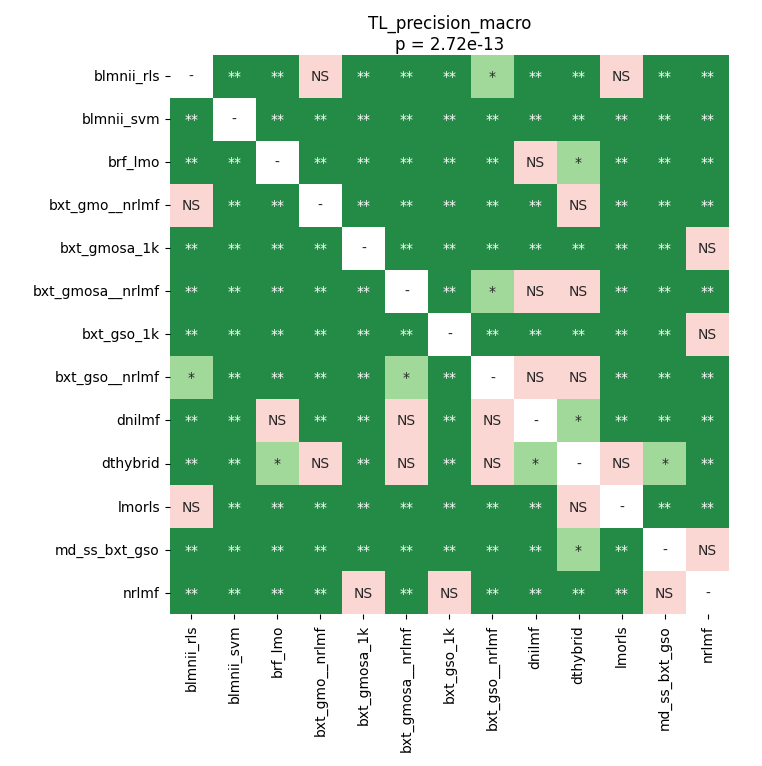 TL_precision_macro
p = 2.72e-13
blmnii_rls - ** ** NS ** ** ** * ** ** NS ** **
blmnii_svm ** - ** ** ** ** ** ** ** ** ** ** **
brf_lmo ** ** - ** ** ** ** ** NS * ** ** **
bxt_gmo__nrlmf NS ** ** - ** ** ** ** ** NS ** ** **
bxt_gmosa_1k ** ** ** ** - ** ** ** ** ** ** ** NS
bxt_gmosa__nrlmf ** ** ** ** ** - ** * NS NS ** ** **
bxt_gso_1k ** ** ** ** ** ** - ** ** ** ** ** NS
bxt_gso__nrlmf * ** ** ** ** * ** - NS NS ** ** **
dnilmf ** ** NS ** ** NS ** NS - * ** ** **
dthybrid ** ** * NS ** NS ** NS * - NS * **
lmorls NS ** ** ** ** ** ** ** ** NS - ** **
md_ss_bxt_gso ** ** ** ** ** ** ** ** ** * ** - NS
nrlmf ** ** ** ** NS ** NS ** ** ** ** NS -
blmnii_rls
blmnii_svm
brf_lmo
bxt_gmo__nrlmf
bxt_gmosa_1k
bxt_gmosa__nrlmf
bxt_gso_1k
bxt_gso__nrlmf
dnilmf
dthybrid
lmorls
md_ss_bxt_gso
nrlmf